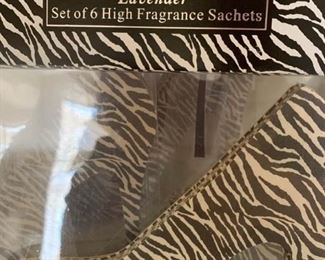 Lavender
Set of 6 High Fragrance Sachets